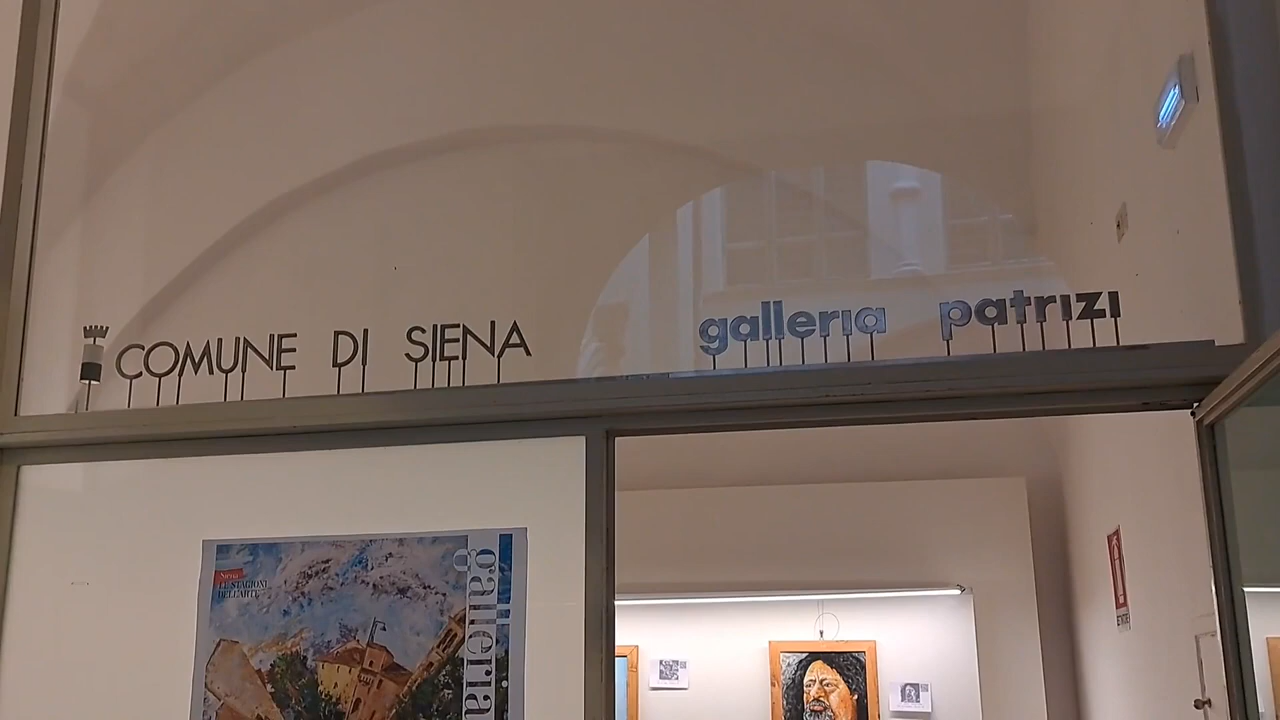 COMUNE DI SIENA
galleria patrizi
Siena
LE STAGIONI
DELL'ARTE
galleria